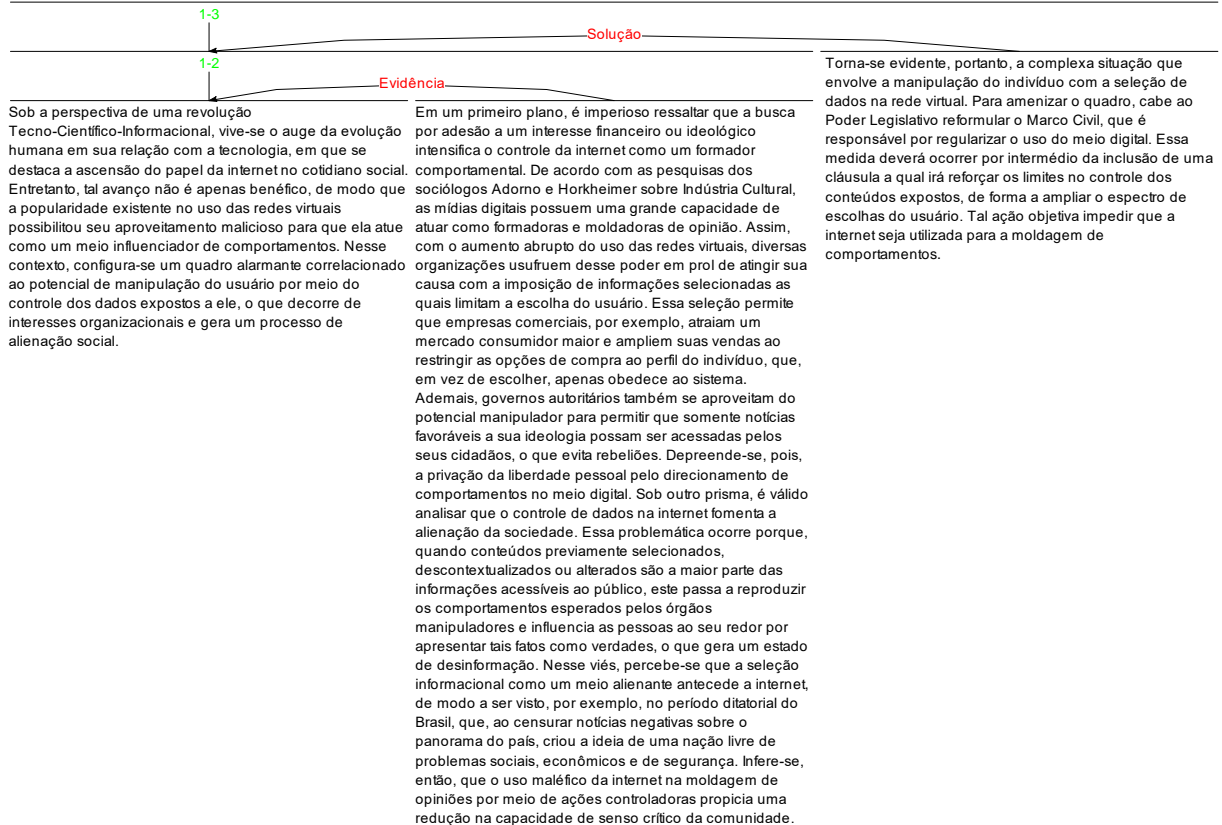 1-3
Solução
1-2
Evidência
Sob a perspectiva de uma revolução
Tecno-Científico-Informacional, vive-se o auge da evolução
humana em sua relação com a tecnologia, em que se
destaca a ascensão do papel da internet no cotidiano social.
Entretanto, tal avanço não é apenas benéfico, de modo que
a popularidade existente no uso das redes virtuais
possibilitou seu aproveitamento malicioso para que ela atue
como um meio influenciador de comportamentos. Nesse
contexto, configura-se um quadro alarmante correlacionado
ao potencial de manipulação do usuário por meio do
controle dos dados expostos a ele, o que decorre de
interesses organizacionais e gera um processo de
alienação social.
Em um primeiro plano, é imperioso ressaltar que a busca
por adesão a um interesse financeiro ou ideológico
intensifica o controle da internet como um formador
comportamental. De acordo com as pesquisas dos
sociólogos Adorno e Horkheimer sobre Indústria Cultural,
as mídias digitais possuem uma grande capacidade de
atuar como formadoras e moldadoras de opinião. Assim,
com o aumento abrupto do uso das redes virtuais, diversas
organizações usufruem desse poder em prol de atingir sua
causa com a imposição de informações selecionadas as
quais limitam a escolha do usuário. Essa seleção permite
que empresas comerciais, por exemplo, atraiam um
mercado consumidor maior e ampliem suas vendas ao
restringir as opções de compra ao perfil do indivíduo, que,
em vez de escolher, apenas obedece ao sistema.
Ademais, governos autoritários também se aproveitam do
potencial manipulador para permitir que somente notícias
favoráveis a sua ideologia possam ser acessadas pelos
seus cidadãos, o que evita rebeliões. Depreende-se, pois,
a privação da liberdade pessoal pelo direcionamento de
comportamentos no meio digital. Sob outro prisma, é válido
analisar que o controle de dados na internet fomenta a
alienação da sociedade. Essa problemática ocorre porque,
quando conteúdos previamente selecionados,
descontextualizados ou alterados são a maior parte das
informações acessíveis ao público, este passa a reproduzir
os comportamentos esperados pelos órgãos
manipuladores e influencia as pessoas ao seu redor por
apresentar tais fatos como verdades, o que gera um estado
de desinformação. Nesse viés, percebe-se que a seleção
informacional como um meio alienante antecede a internet,
de modo a ser visto, por exemplo, no período ditatorial do
Brasil, que, ao censurar notícias negativas sobre o
panorama do país, criou a ideia de uma nação livre de
problemas sociais, econômicos e de segurança. Infere-se,
então, que o uso maléfico da internet na moldagem de
opiniões por meio de ações controladoras propicia uma
redução na capacidade de senso crítico da comunidade.
Torna-se evidente, portanto, a complexa situação que
envolve a manipulação do indivíduo com a seleção de
dados na rede virtual. Para amenizar o quadro, cabe ao
Poder Legislativo reformular o Marco Civil, que é
responsável por regularizar o uso do meio digital. Essa
medida deverá ocorrer por intermédio da inclusão de uma
cláusula a qual irá reforçar os limites no controle dos
conteúdos expostos, de forma a ampliar o espectro de
escolhas do usuário. Tal ação objetiva impedir que a
internet seja utilizada para a moldagem de
comportamentos.